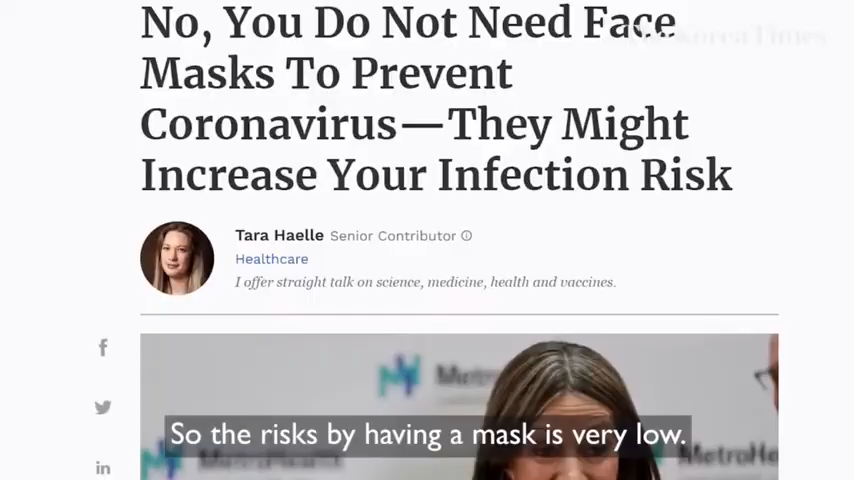 No, You Do Not Need Face
Masks To Prevent
Coronavirus—They Might
Increase Your Infection Risk
Tara Haelle Senior Contributor
Healthcare
I offer straight talk on science, medicine, health and vaccines.
So the risks by having a mask is very low.
MetroHealth